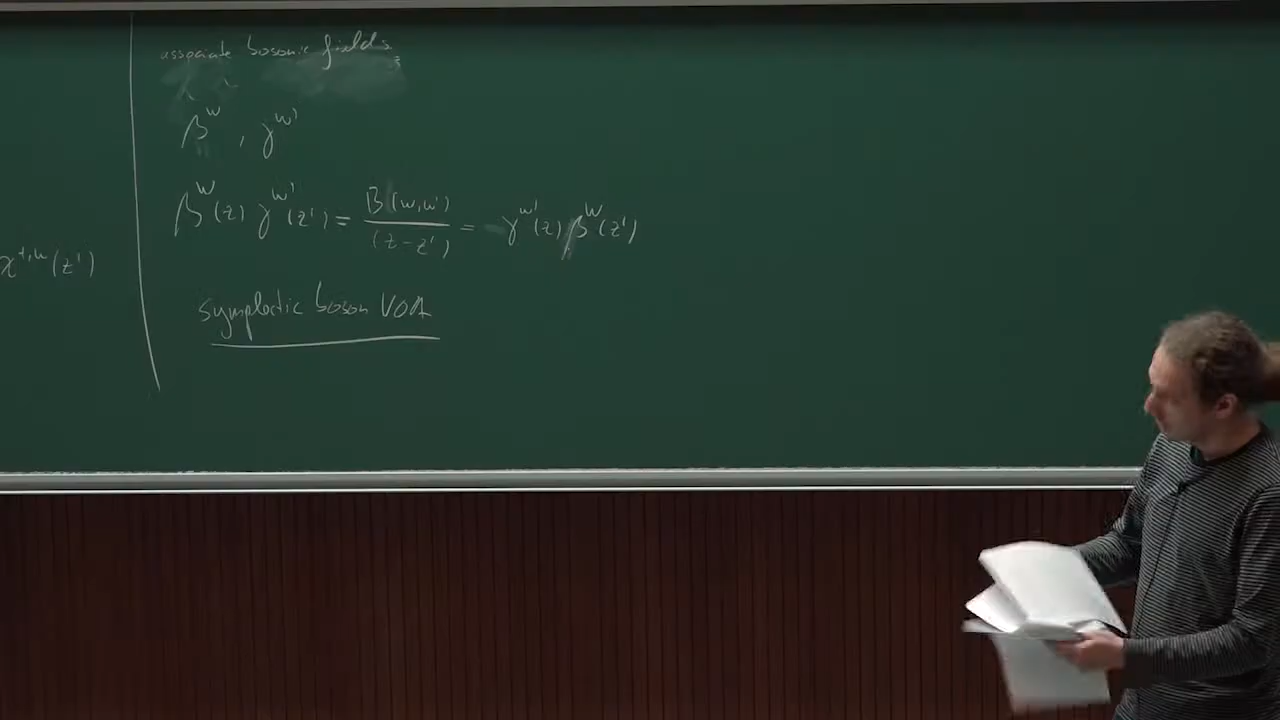 associate bosonic fields
β^w , γ^w'
β^w(z) γ^w'(z') = B(w,w') / (z-z') = -γ^w'(z) β^w(z')
symplectic boson VOA
(z')